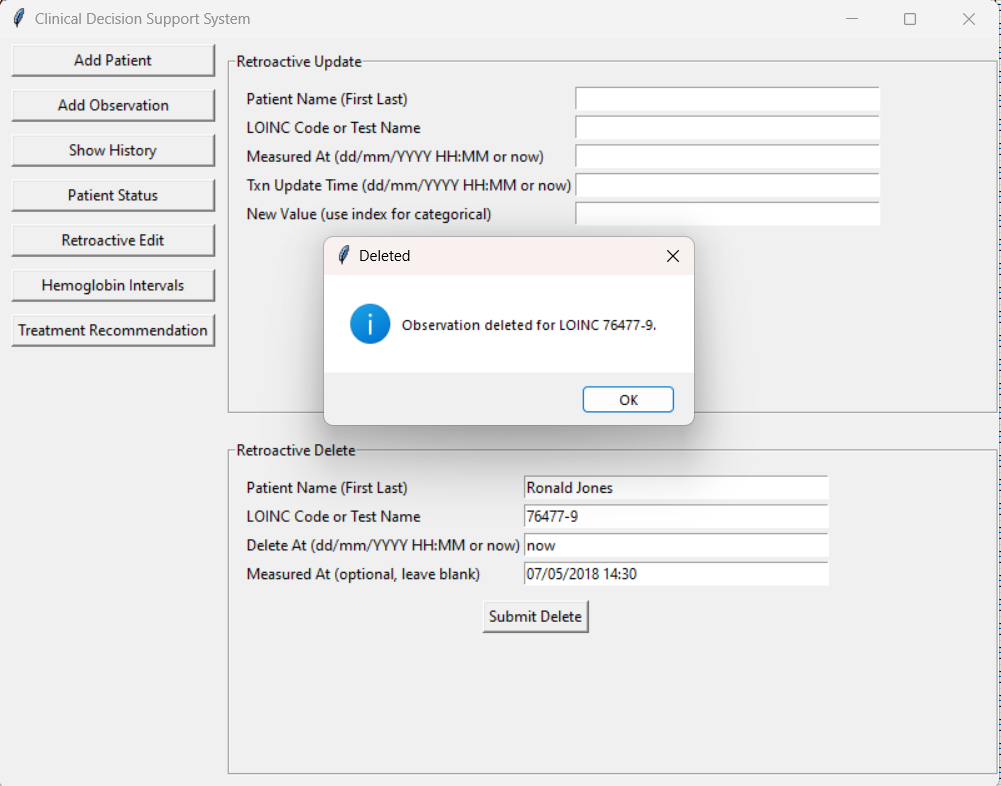 Clinical Decision Support System
Add Patient
Add Observation
Show History
Patient Status
Retroactive Edit
Hemoglobin Intervals
Treatment Recommendation
Retroactive Update
Patient Name (First Last)
LOINC Code or Test Name
Measured At (dd/mm/YYYY HH:MM or now)
Txn Update Time (dd/mm/YYYY HH:MM or now)
New Value (use index for categorical)
Deleted
Observation deleted for LOINC 76477-9.
OK
Retroactive Delete
Patient Name (First Last) Ronald Jones
LOINC Code or Test Name 76477-9
Delete At (dd/mm/YYYY HH:MM or now) now
Measured At (optional, leave blank) 07/05/2018 14:30
Submit Delete